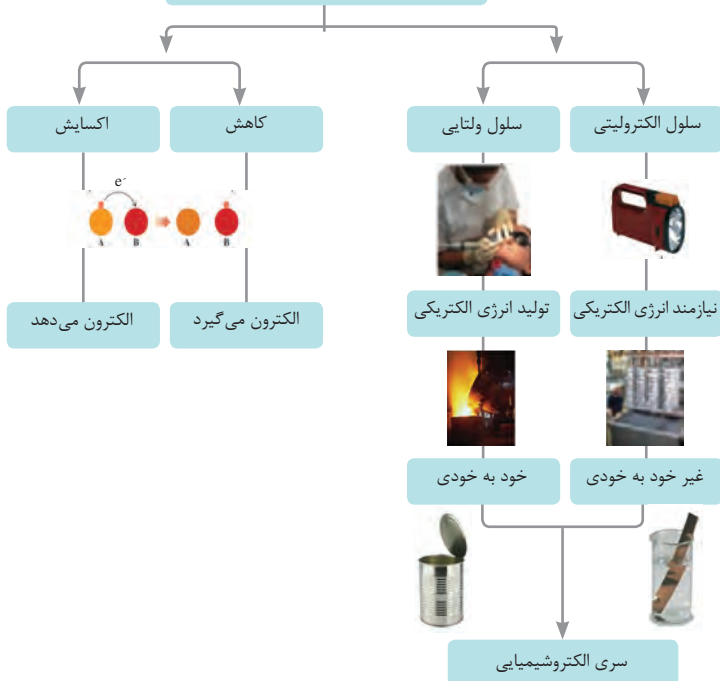 سلول الکترولیتی
سلول ولتایی
کاهش
اکسایش
e-
A B A B
نیازمند انرژی الکتریکی
تولید انرژی الکتریکی
الکترون می‌گیرد
الکترون می‌دهد
غیر خود به خودی
خود به خودی
سری الکتروشیمیایی